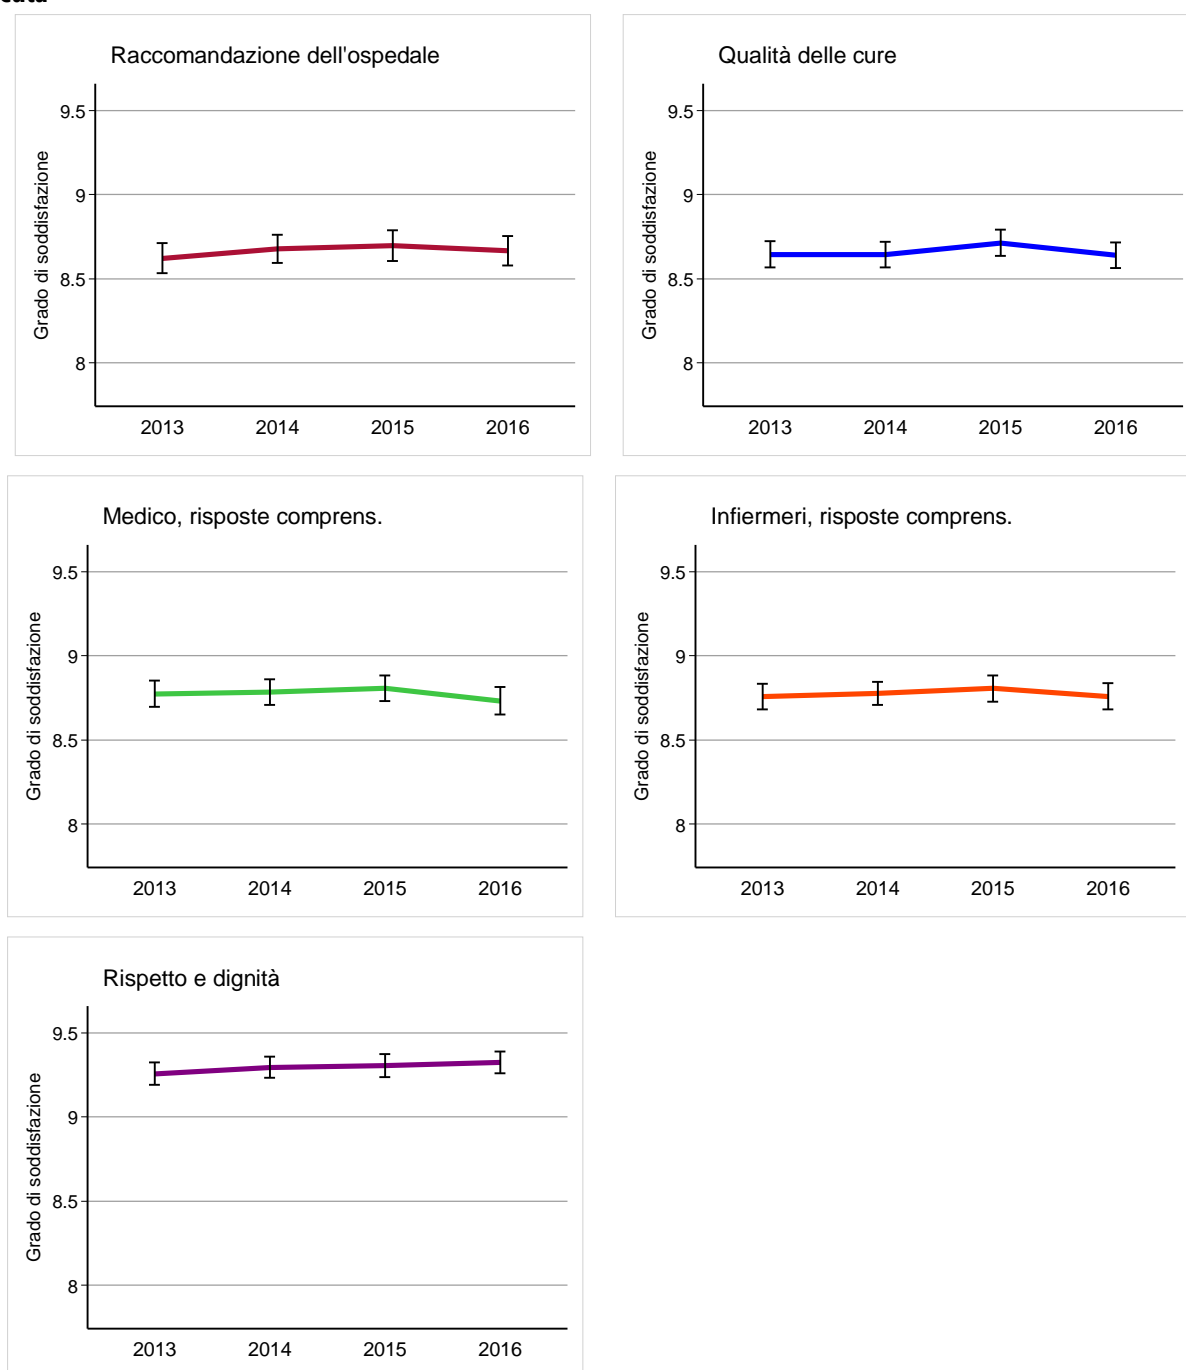 Raccomandazione dell'ospedale
Grado di soddisfazione
9.5
9
8.5
8
2013 2014 2015 2016
Qualità delle cure
Grado di soddisfazione
9.5
9
8.5
8
2013 2014 2015 2016
Medico, risposte comprens.
Grado di soddisfazione
9.5
9
8.5
8
2013 2014 2015 2016
Infiermeri, risposte comprens.
Grado di soddisfazione
9.5
9
8.5
8
2013 2014 2015 2016
Rispetto e dignità
Grado di soddisfazione
9.5
9
8.5
8
2013 2014 2015 2016